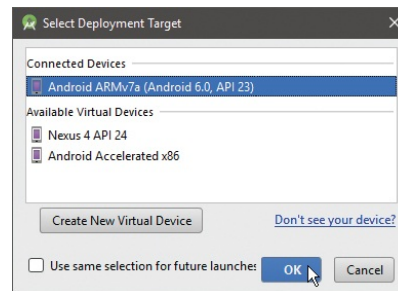 Select Deployment Target
Connected Devices
Android ARMv7a (Android 6.0, API 23)
Available Virtual Devices
Nexus 4 API 24
Android Accelerated x86
Create New Virtual Device
Don't see your device?
Use same selection for future launche
OK
Cancel